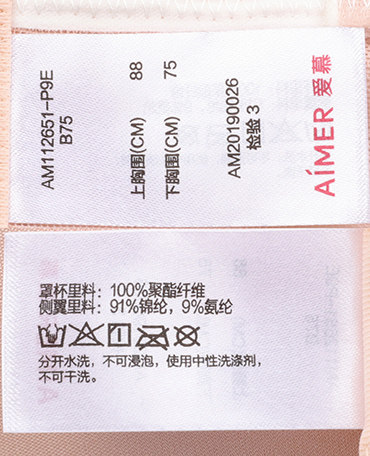 AM112651-P9E
B75
上胸围(CM) 88
下胸围(CM) 75
AM20190026
检验 3
AiMER 爱慕
罩杯里料：100%聚酯纤维
侧翼里料：91%锦纶，9%氨纶
分开水洗，不可浸泡，使用中性洗涤剂，
不可干洗。